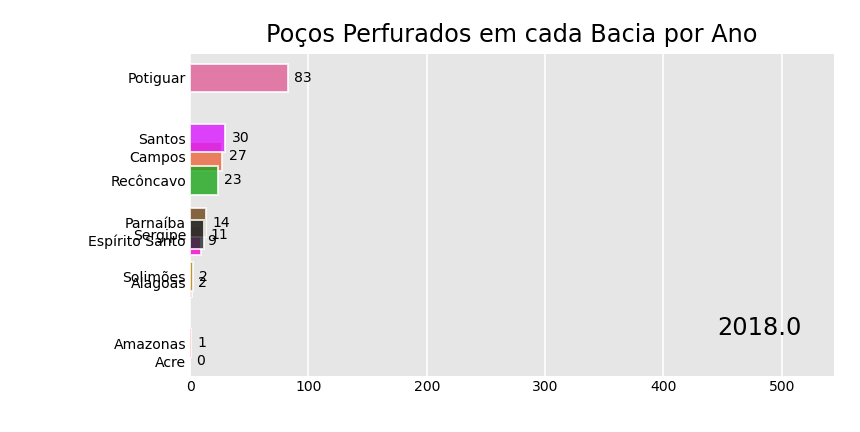 Poços Perfurados em cada Bacia por Ano
Potiguar 83
Santos 30
Campos 27
Recôncavo 23
Parnaíba 14
Sergipe 11
Espírito Santo 9
Solimões 2
Alagoas 2
2018.0
Amazonas 1
Acre 0
0 100 200 300 400 500